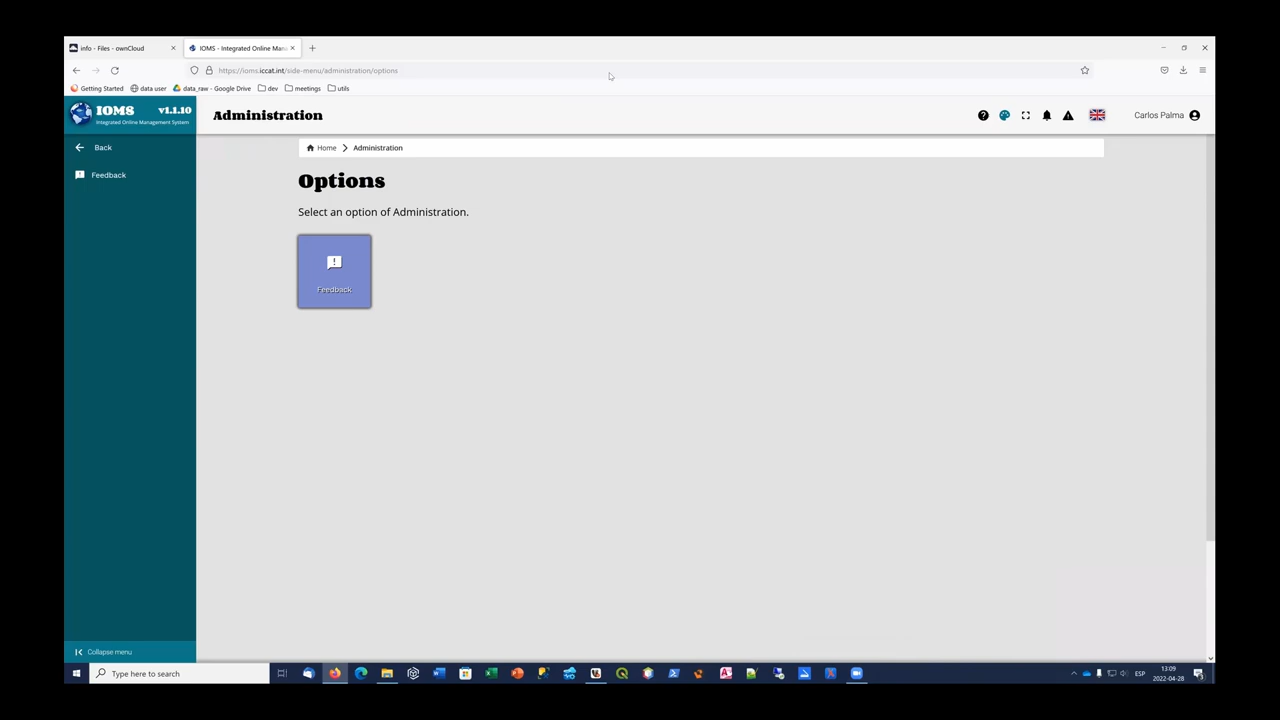 info - Files - ownCloud
IOMS - Integrated Online Mana
https://ioms.iccat.int/side-menu/administration/options
Getting Started
data user
data_raw - Google Drive
dev
meetings
utils
IOMS
v1.1.10
Integrated Online Management System
Administration
Carlos Palma
Back
Home
Administration
Feedback
Options
Select an option of Administration.
Feedback
Collapse menu
Type here to search
ESP
13:09
2022-04-28